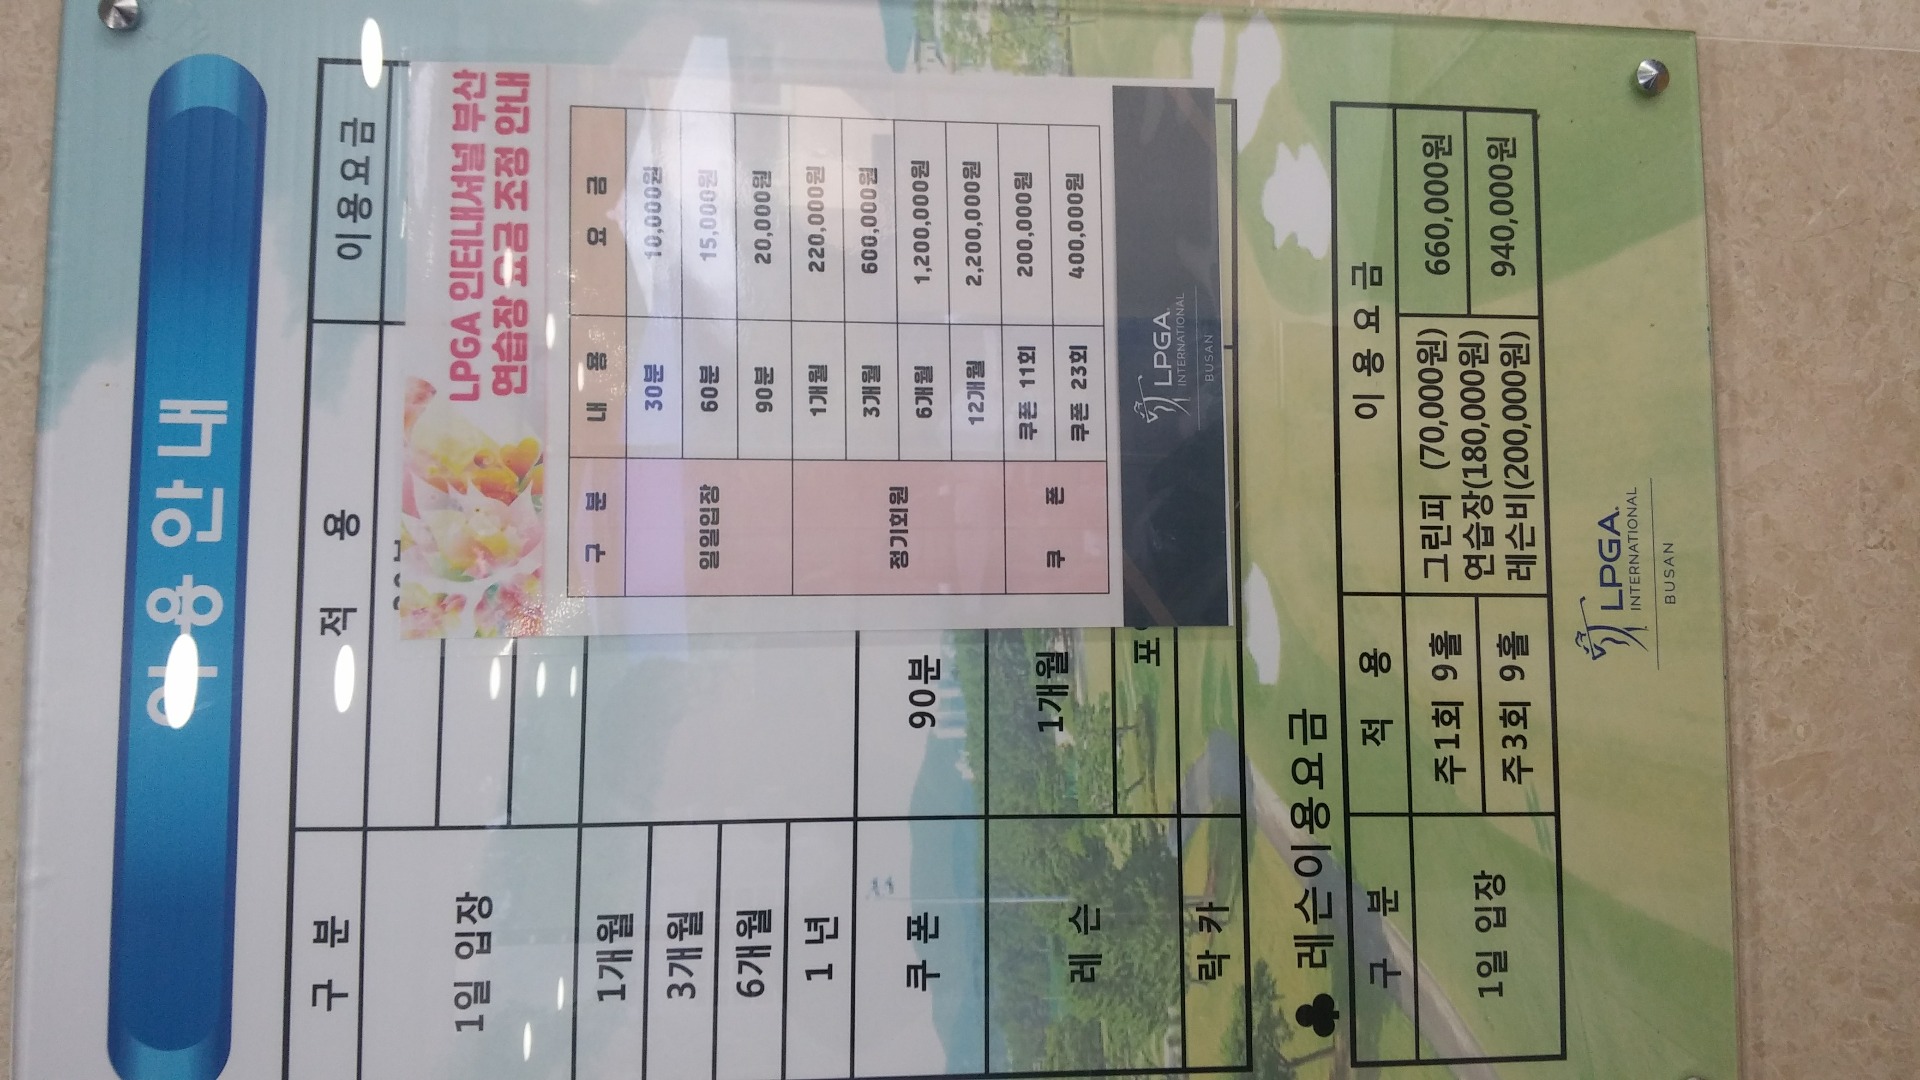 이용안내
구 분 적 용 이용요금
1일 입장
1개월
3개월
6개월
1 년
쿠 폰 90분
레 슨 1개월
락 카
LPGA 인터내셔널 부산
연습장 요금 조정 안내
구 분 내 용 요 금
일일입장 30분 10,000원
60분 15,000원
90분 20,000원
정기회원 1개월 220,000원
3개월 600,000원
6개월 1,200,000원
12개월 2,200,000원
쿠 폰 쿠폰 11회 200,000원
쿠폰 23회 400,000원
LPGA
INTERNATIONAL
BUSAN
♣ 레슨이용요금
구 분 적 용 이 용 요 금
1일 입장 주1회 9홀 그린피 (70,000원) 660,000원
연습장(180,000원)
주3회 9홀 레슨비(200,000원) 940,000원
LPGA
INTERNATIONAL
BUSAN